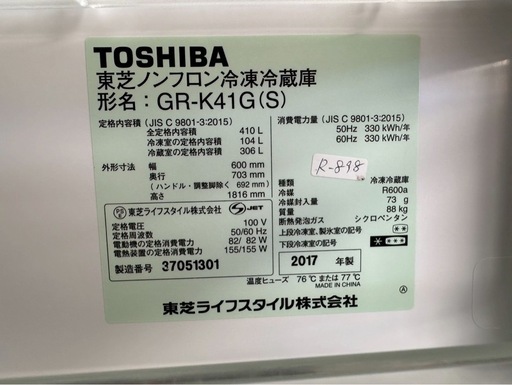 TOSHIBA
東芝ノンフロン冷凍冷蔵庫
形名：GR-K41G(S)
定格内容積 (JIS C 9801-3:2015)
全定格内容積 410 L
冷凍室の定格内容積 104 L
冷蔵室の定格内容積 306 L
外形寸法 幅 600 mm
奥行 703 mm
(ハンドル・調整脚除く 692 mm)
高さ 1816 mm
消費電力量 (JIS C 9801-3:2015)
50Hz 330 kWh/年
60Hz 330 kWh/年
R-898
種類 冷凍冷蔵庫
冷媒 R600a
冷媒封入量 73 g
質量 88 kg
断熱発泡ガス シクロペンタン
上段冷凍室、製氷室の記号
下段冷凍室の記号
PS E 東芝ライフスタイル株式会社 S JET
定格電圧 100 V
定格周波数 50/60 Hz
電動機の定格消費電力 82/ 82 W
電熱装置の定格消費電力 155/155 W
製造番号 37051301
2017 年製
温度ヒューズ 76 ℃ または 77 ℃
東芝ライフスタイル株式会社
A